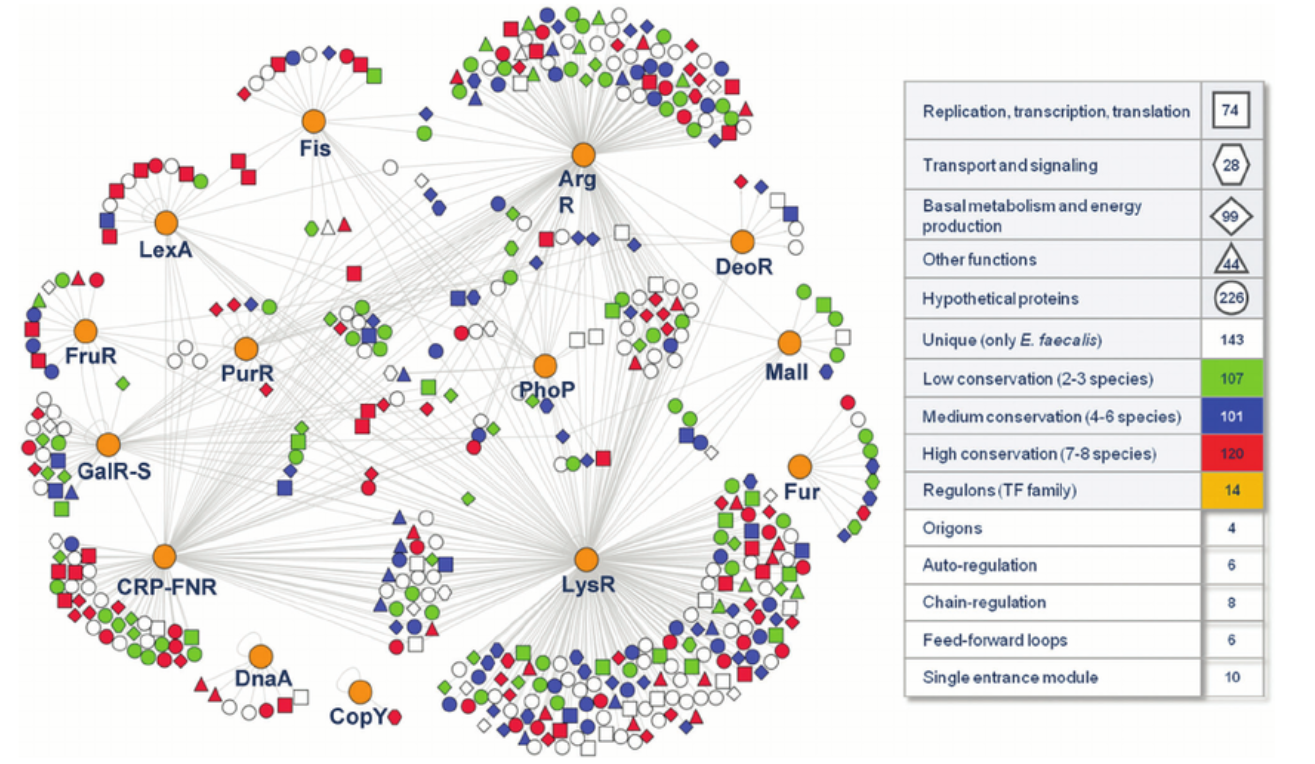 Fis
Arg
R
LexA
DeoR
FruR
PurR
PhoP
MalI
GalR-S
Fur
CRP-FNR
LysR
DnaA
CopY
Replication, transcription, translation 74
Transport and signaling 28
Basal metabolism and energy
production 99
Other functions 44
Hypothetical proteins 226
Unique (only E. faecalis) 143
Low conservation (2-3 species) 107
Medium conservation (4-6 species) 101
High conservation (7-8 species) 120
Regulons (TF family) 14
Origons 4
Auto-regulation 6
Chain-regulation 8
Feed-forward loops 6
Single entrance module 10